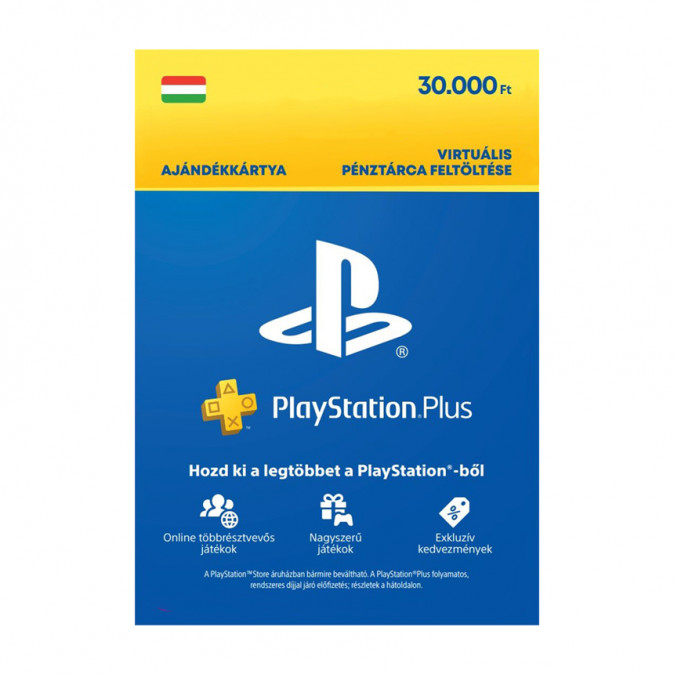 30.000 Ft
AJÁNDÉKKÁRTYA
VIRTUÁLIS
PÉNZTÁRCA FELTÖLTÉSE
®
PlayStation®Plus
™
Hozd ki a legtöbbet a PlayStation®-ből
Online többrésztvevős
játékok
Nagyszerű
játékok
Exkluzív
kedvezmények
A PlayStation™Store áruházban bármire beváltható. A PlayStation®Plus folyamatos,
rendszeres díjjal járó előfizetés; részletek a hátoldalon.